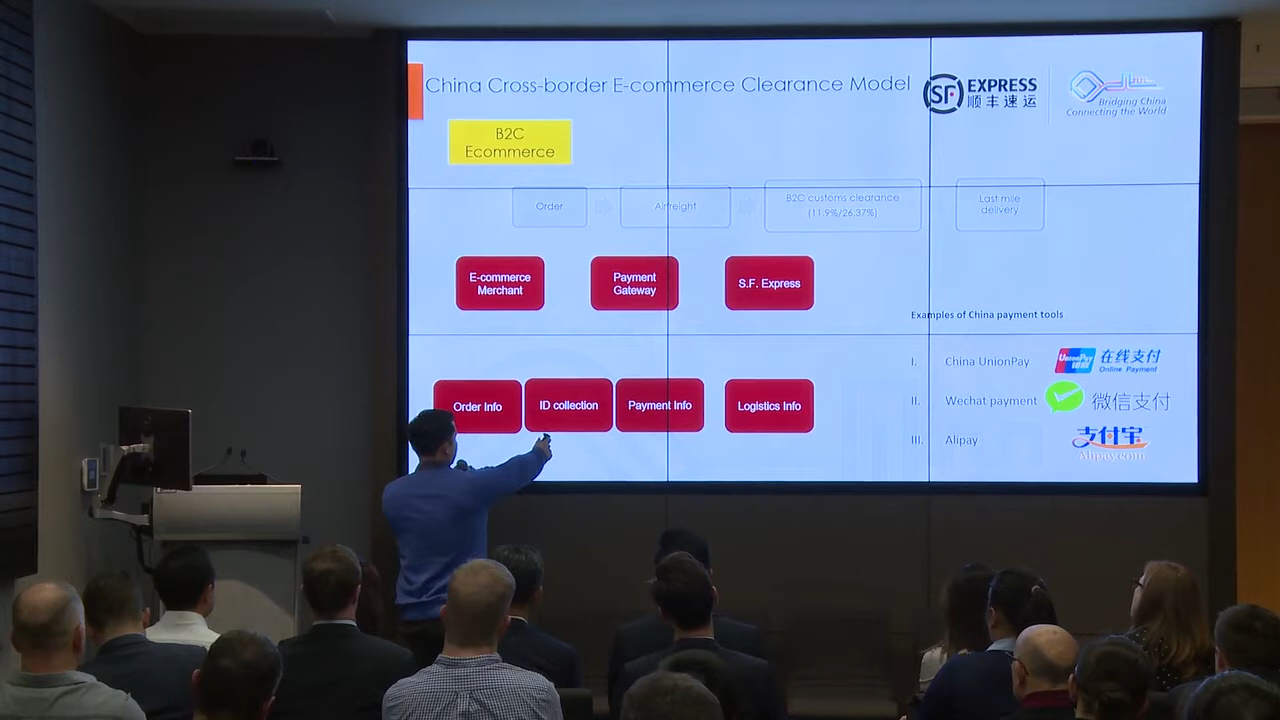 China Cross-border E-commerce Clearance Model
SF EXPRESS
顺丰速运
Bridging China
Connecting the World
B2C
Ecommerce
Order
Airfreight
B2C customs clearance
(11.9%/26.37%)
Last mile
delivery
E-commerce
Merchant
Payment
Gateway
S.F. Express
Examples of China payment tools
Order Info
ID collection
Payment Info
Logistics Info
I. China UnionPay
UnionPay
银联
在线支付
Online Payment
II. Wechat payment
微信支付
III. Alipay
支付宝
Alipay.com